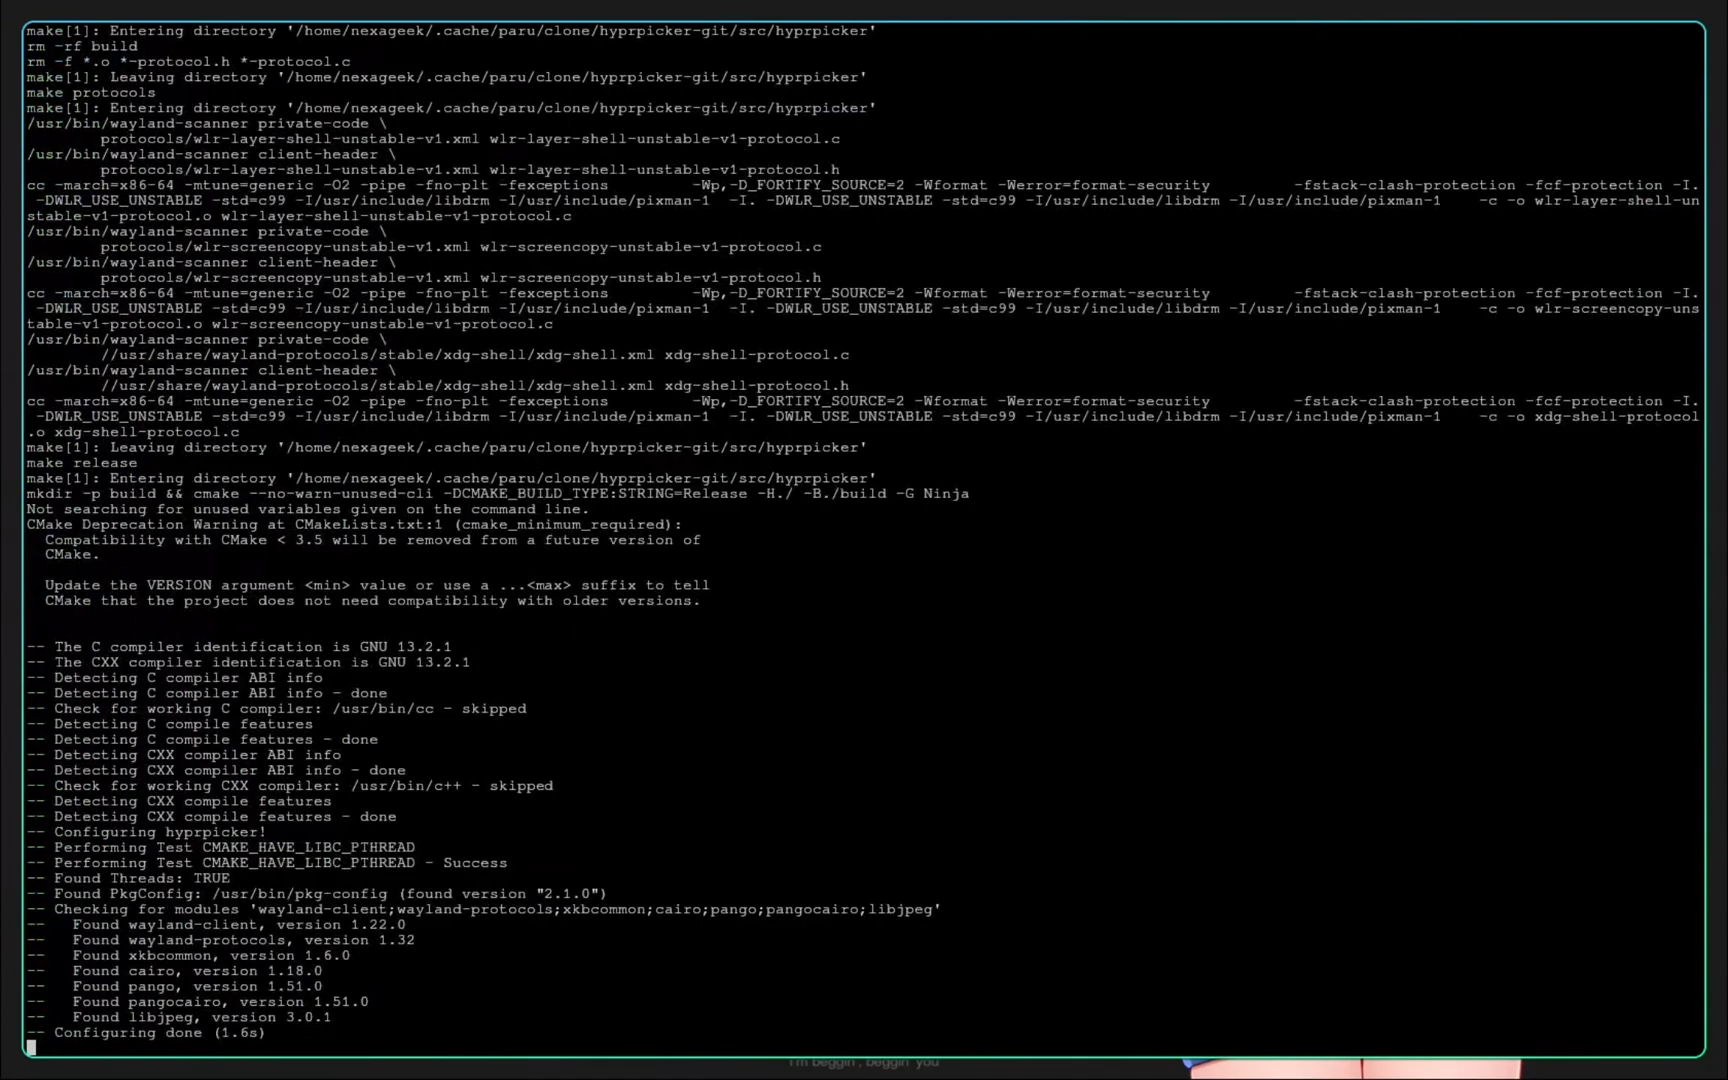 make[1]: Entering directory '/home/nexageek/.cache/paru/clone/hyprpicker-git/src/hyprpicker'
rm -rf build
rm -f *.o *-protocol.h *-protocol.c
make[1]: Leaving directory '/home/nexageek/.cache/paru/clone/hyprpicker-git/src/hyprpicker'
make protocols
make[1]: Entering directory '/home/nexageek/.cache/paru/clone/hyprpicker-git/src/hyprpicker'
/usr/bin/wayland-scanner private-code \
        protocols/wlr-layer-shell-unstable-v1.xml wlr-layer-shell-unstable-v1-protocol.c
/usr/bin/wayland-scanner client-header \
        protocols/wlr-layer-shell-unstable-v1.xml wlr-layer-shell-unstable-v1-protocol.h
cc -march=x86-64 -mtune=generic -O2 -pipe -fno-plt -fexceptions         -Wp,-D_FORTIFY_SOURCE=2 -Wformat -Werror=format-security         -fstack-clash-protection -fcf-protection -I.
 -DWLR_USE_UNSTABLE -std=c99 -I/usr/include/libdrm -I/usr/include/pixman-1  -I. -DWLR_USE_UNSTABLE -std=c99 -I/usr/include/libdrm -I/usr/include/pixman-1    -c -o wlr-layer-shell-un
stable-v1-protocol.o wlr-layer-shell-unstable-v1-protocol.c
/usr/bin/wayland-scanner private-code \
        protocols/wlr-screencopy-unstable-v1.xml wlr-screencopy-unstable-v1-protocol.c
/usr/bin/wayland-scanner client-header \
        protocols/wlr-screencopy-unstable-v1.xml wlr-screencopy-unstable-v1-protocol.h
cc -march=x86-64 -mtune=generic -O2 -pipe -fno-plt -fexceptions         -Wp,-D_FORTIFY_SOURCE=2 -Wformat -Werror=format-security         -fstack-clash-protection -fcf-protection -I.
 -DWLR_USE_UNSTABLE -std=c99 -I/usr/include/libdrm -I/usr/include/pixman-1  -I. -DWLR_USE_UNSTABLE -std=c99 -I/usr/include/libdrm -I/usr/include/pixman-1    -c -o wlr-screencopy-uns
table-v1-protocol.o wlr-screencopy-unstable-v1-protocol.c
/usr/bin/wayland-scanner private-code \
        //usr/share/wayland-protocols/stable/xdg-shell/xdg-shell.xml xdg-shell-protocol.c
/usr/bin/wayland-scanner client-header \
        //usr/share/wayland-protocols/stable/xdg-shell/xdg-shell.xml xdg-shell-protocol.h
cc -march=x86-64 -mtune=generic -O2 -pipe -fno-plt -fexceptions         -Wp,-D_FORTIFY_SOURCE=2 -Wformat -Werror=format-security         -fstack-clash-protection -fcf-protection -I.
 -DWLR_USE_UNSTABLE -std=c99 -I/usr/include/libdrm -I/usr/include/pixman-1  -I. -DWLR_USE_UNSTABLE -std=c99 -I/usr/include/libdrm -I/usr/include/pixman-1    -c -o xdg-shell-protocol
.o xdg-shell-protocol.c
make[1]: Leaving directory '/home/nexageek/.cache/paru/clone/hyprpicker-git/src/hyprpicker'
make release
make[1]: Entering directory '/home/nexageek/.cache/paru/clone/hyprpicker-git/src/hyprpicker'
mkdir -p build && cmake --no-warn-unused-cli -DCMAKE_BUILD_TYPE:STRING=Release -H./ -B./build -G Ninja
Not searching for unused variables given on the command line.
CMake Deprecation Warning at CMakeLists.txt:1 (cmake_minimum_required):
  Compatibility with CMake < 3.5 will be removed from a future version of
  CMake.

  Update the VERSION argument <min> value or use a ...<max> suffix to tell
  CMake that the project does not need compatibility with older versions.

-- The C compiler identification is GNU 13.2.1
-- The CXX compiler identification is GNU 13.2.1
-- Detecting C compiler ABI info
-- Detecting C compiler ABI info - done
-- Check for working C compiler: /usr/bin/cc - skipped
-- Detecting C compile features
-- Detecting C compile features - done
-- Detecting CXX compiler ABI info
-- Detecting CXX compiler ABI info - done
-- Check for working CXX compiler: /usr/bin/c++ - skipped
-- Detecting CXX compile features
-- Detecting CXX compile features - done
-- Configuring hyprpicker!
-- Performing Test CMAKE_HAVE_LIBC_PTHREAD
-- Performing Test CMAKE_HAVE_LIBC_PTHREAD - Success
-- Found Threads: TRUE
-- Found PkgConfig: /usr/bin/pkg-config (found version "2.1.0")
-- Checking for modules 'wayland-client;wayland-protocols;xkbcommon;cairo;pango;pangocairo;libjpeg'
--   Found wayland-client, version 1.22.0
--   Found wayland-protocols, version 1.32
--   Found xkbcommon, version 1.6.0
--   Found cairo, version 1.18.0
--   Found pango, version 1.51.0
--   Found pangocairo, version 1.51.0
--   Found libjpeg, version 3.0.1
-- Configuring done (1.6s)
I'm beggin', beggin' you